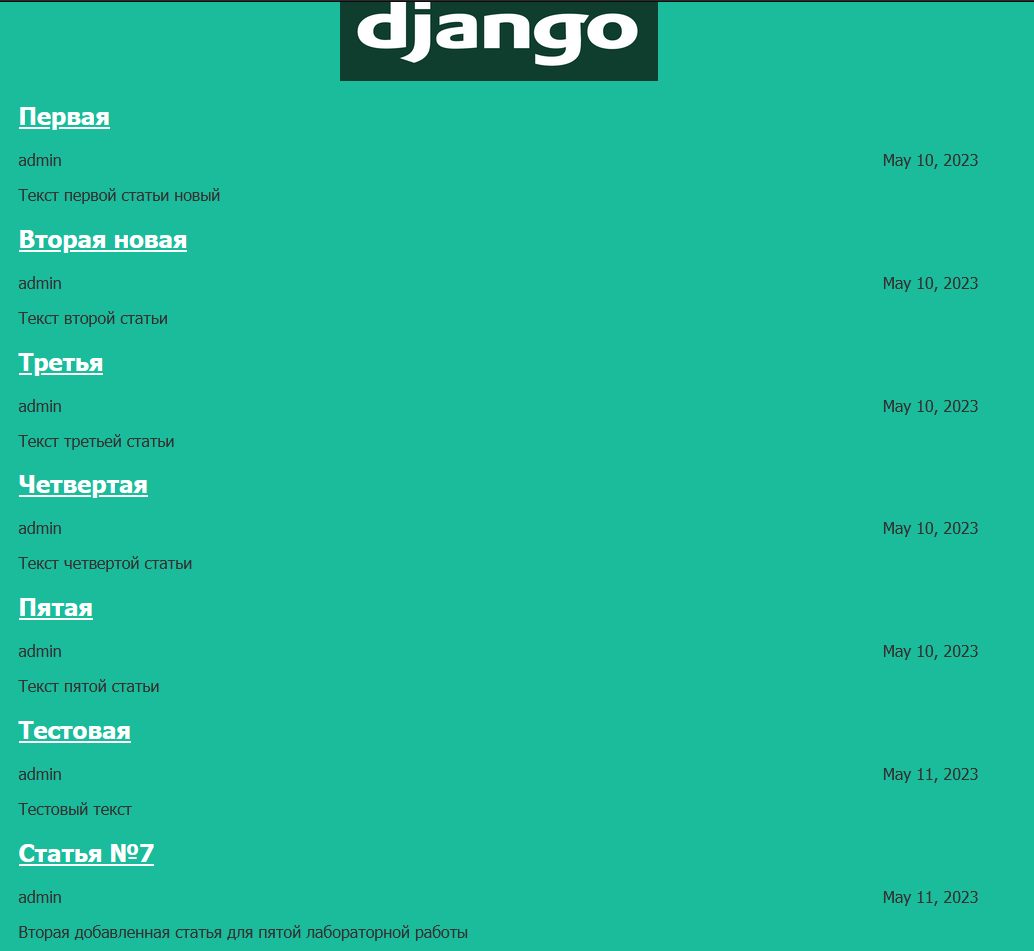 django
Первая
admin May 10, 2023
Текст первой статьи новый
Вторая новая
admin May 10, 2023
Текст второй статьи
Третья
admin May 10, 2023
Текст третьей статьи
Четвертая
admin May 10, 2023
Текст четвертой статьи
Пятая
admin May 10, 2023
Текст пятой статьи
Тестовая
admin May 11, 2023
Тестовый текст
Статья №7
admin May 11, 2023
Вторая добавленная статья для пятой лабораторной работы